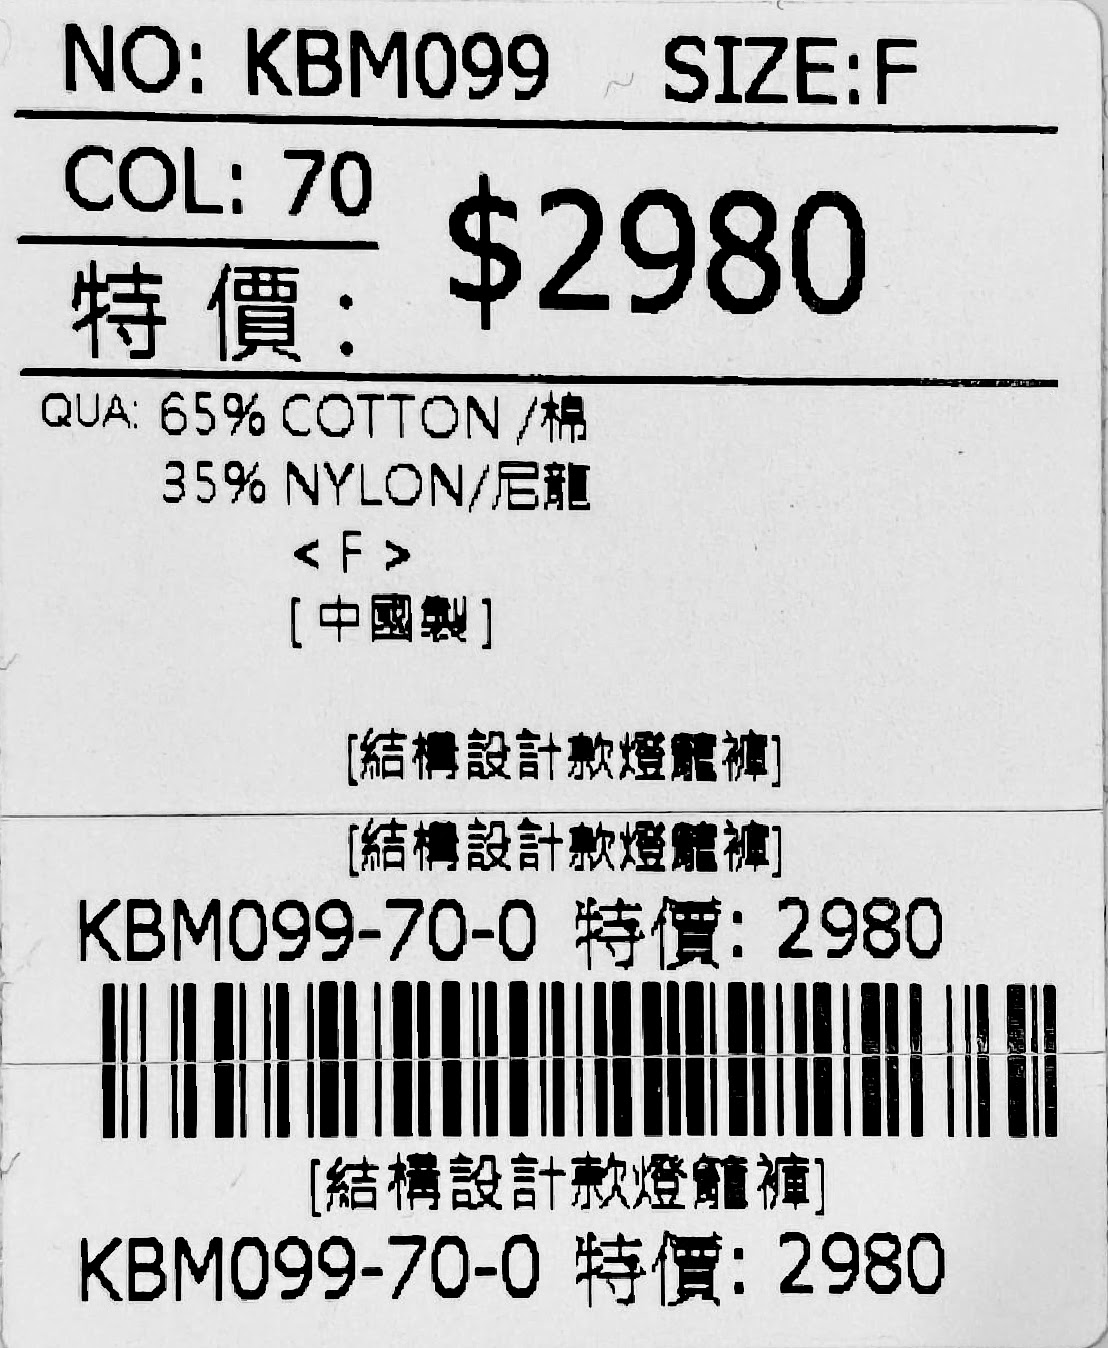 NO: KBM099 SIZE:F
COL: 70
$2980
特價:
QUA: 65% COTTON /棉
35% NYLON/尼龍
< F >
[ 中國製 ]
[結構設計款燈籠褲]
[結構設計款燈籠褲]
KBM099-70-0 特價: 2980
[結構設計款燈籠褲]
KBM099-70-0 特價: 2980